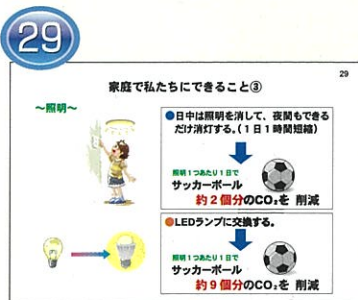 29
29
家庭で私たちにできること③
～照明～
●日中は照明を消して、夜間もできる
だけ消灯する。（1日1時間短縮）
照明1つあたり1日で
サッカーボール
約2個分のCO₂を 削減
●LEDランプに交換する。
照明1つあたり1日で
サッカーボール
約9個分のCO₂を 削減